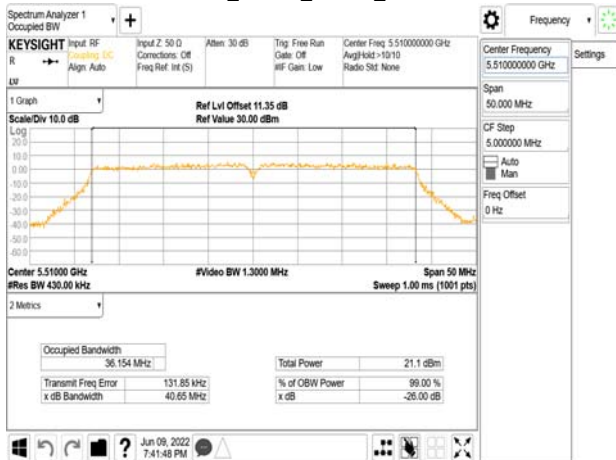 Spectrum Analyzer 1
Occupied BW
Frequency
KEYSIGHT
R
Input: RF
Coupling: DC
Align: Auto
Input Z: 50 Ω
Corrections: Off
Freq Ref: Int (S)
Atten: 30 dB
Trig: Free Run
Gate: Off
#IF Gain: Low
Center Freq: 5.510000000 GHz
Avg|Hold:>10/10
Radio Std: None
Center Frequency
5.510000000 GHz
Settings
Span
50.000 MHz
CF Step
5.000000 MHz
Auto
Man
Freq Offset
0 Hz
1 Graph
Scale/Div 10.0 dB
Ref Lvl Offset 11.35 dB
Ref Value 30.00 dBm
Log
20.0
10.0
0.00
-10.0
-20.0
-30.0
-40.0
-50.0
-60.0
Center 5.51000 GHz
#Res BW 430.00 kHz
#Video BW 1.3000 MHz
Span 50 MHz
Sweep 1.00 ms (1001 pts)
2 Metrics
Occupied Bandwidth
36.154 MHz
Total Power 21.1 dBm
Transmit Freq Error 131.85 kHz
% of OBW Power 99.00 %
x dB Bandwidth 40.65 MHz
x dB -26.00 dB
?
Jun 09, 2022
7:41:48 PM